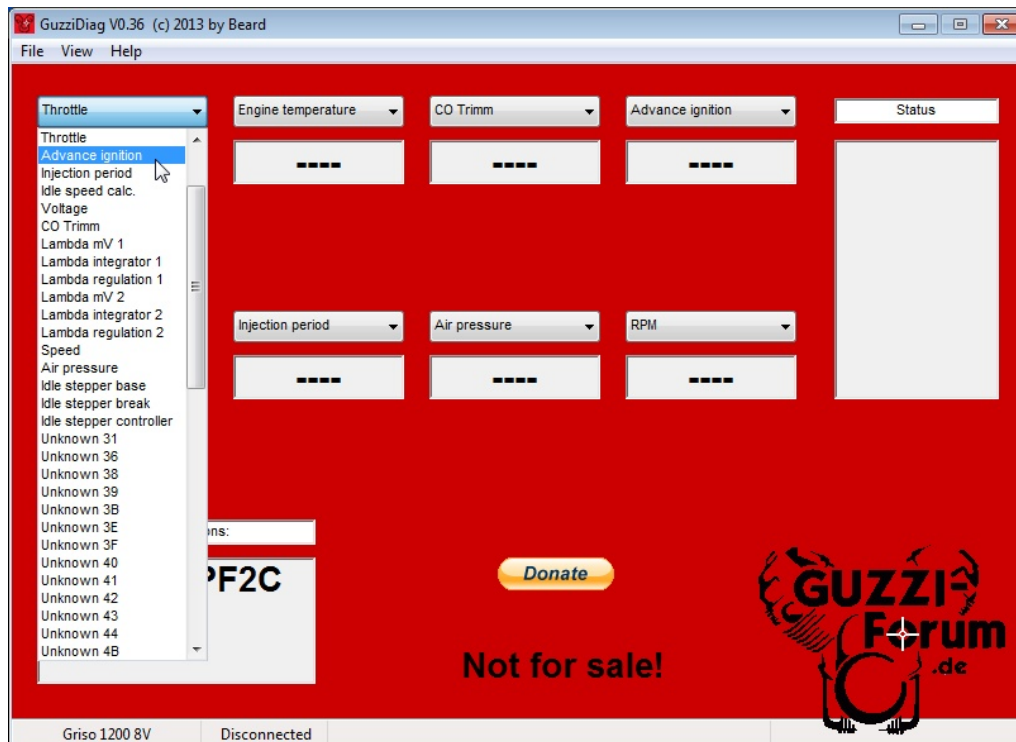 GuzziDiag V0.36 (c) 2013 by Beard
File View Help
Throttle
Engine temperature
CO Trimm
Advance ignition
Status
----
----
----
Throttle
Advance ignition
Injection period
Idle speed calc.
Voltage
CO Trimm
Lambda mV 1
Lambda integrator 1
Lambda regulation 1
Lambda mV 2
Lambda integrator 2
Lambda regulation 2
Speed
Air pressure
Idle stepper base
Idle stepper break
Idle stepper controller
Unknown 31
Unknown 36
Unknown 38
Unknown 39
Unknown 3B
Unknown 3E
Unknown 3F
Unknown 40
Unknown 41
Unknown 42
Unknown 43
Unknown 44
Unknown 4B
Injection period
Air pressure
RPM
----
----
----
ons:
PF2C
Donate
Not for sale!
GUZZI-
Forum
.de
Griso 1200 8V
Disconnected